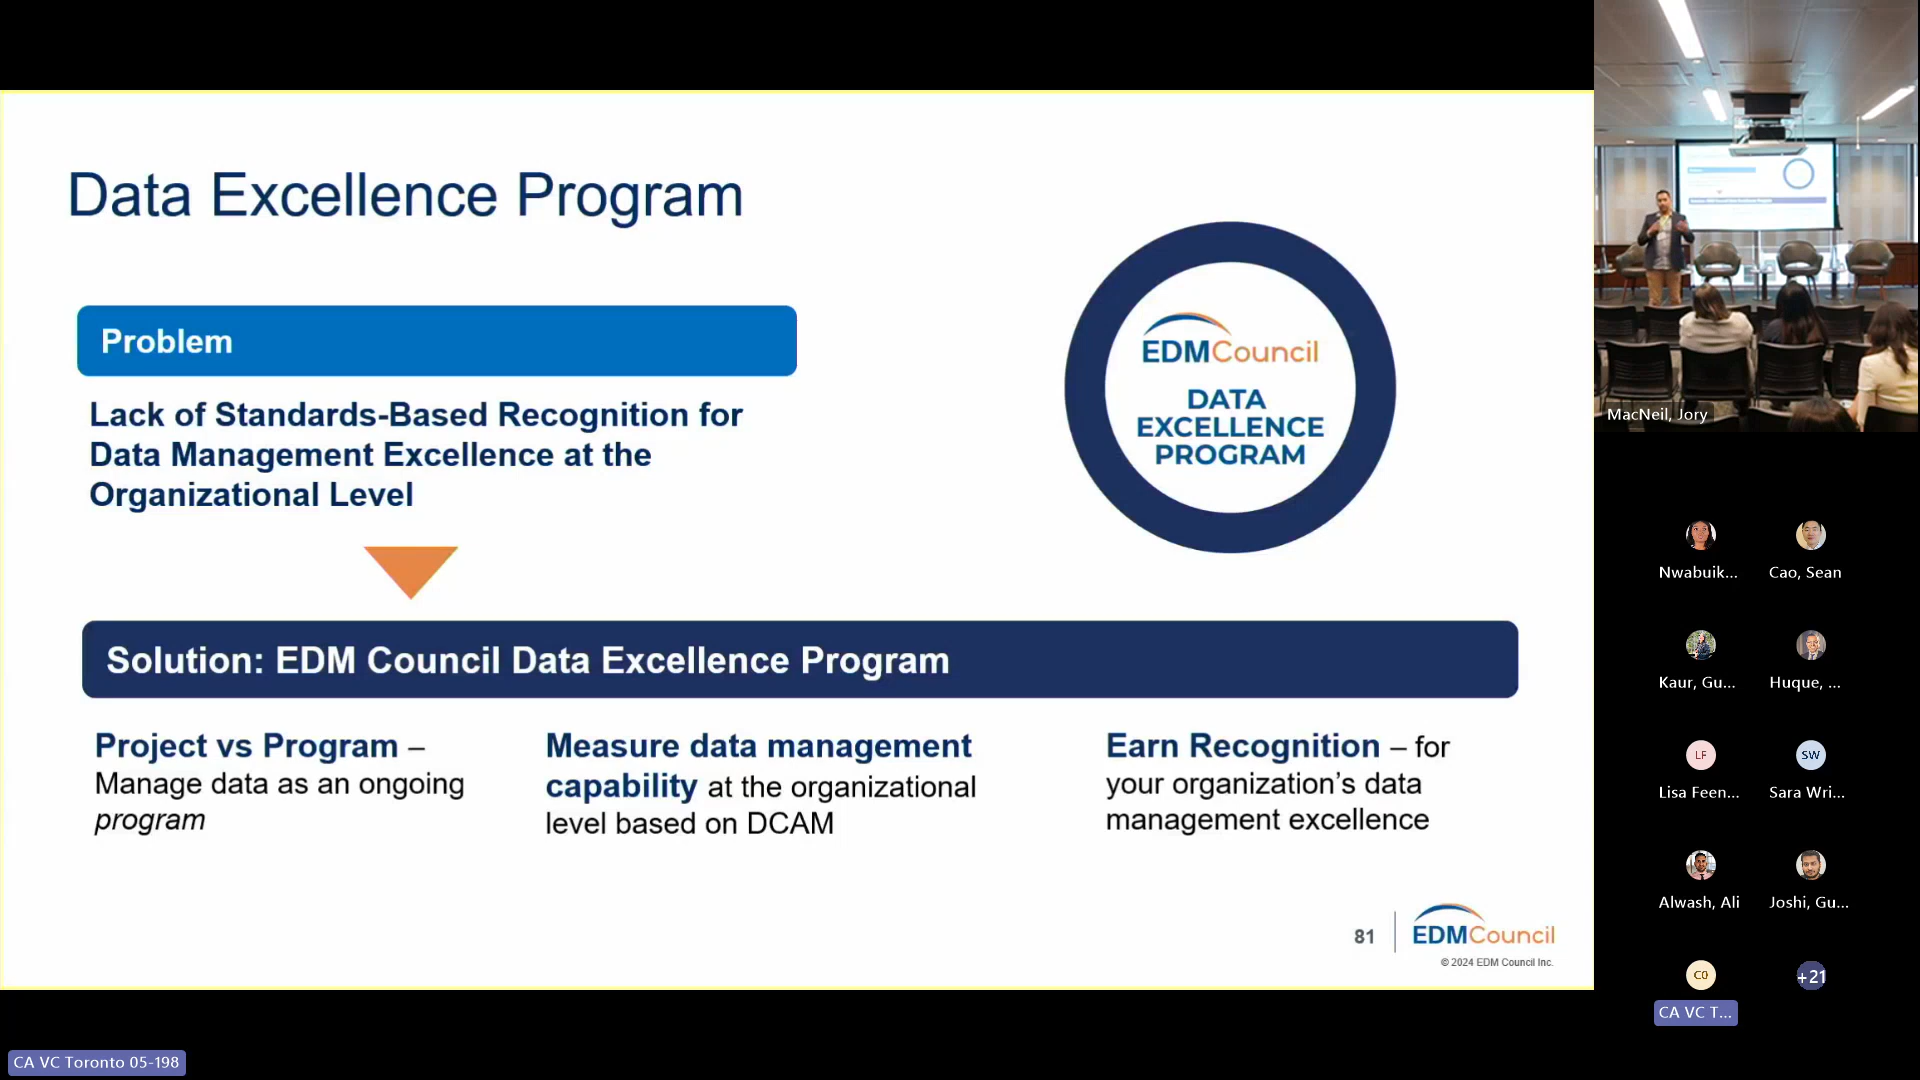 Data Excellence Program
Problem
Lack of Standards-Based Recognition for
Data Management Excellence at the
Organizational Level
EDMCouncil
DATA
EXCELLENCE
PROGRAM
Solution: EDM Council Data Excellence Program
Project vs Program –
Manage data as an ongoing
program
Measure data management
capability at the organizational
level based on DCAM
Earn Recognition – for
your organization’s data
management excellence
81
EDMCouncil
© 2024 EDM Council Inc.
MacNeil, Jory
Nwabuik...
Cao, Sean
Kaur, Gu...
Huque, ...
LF
SW
Lisa Feen...
Sara Wri...
Alwash, Ali
Joshi, Gu...
C0
+21
CA VC T...
CA VC Toronto 05-198